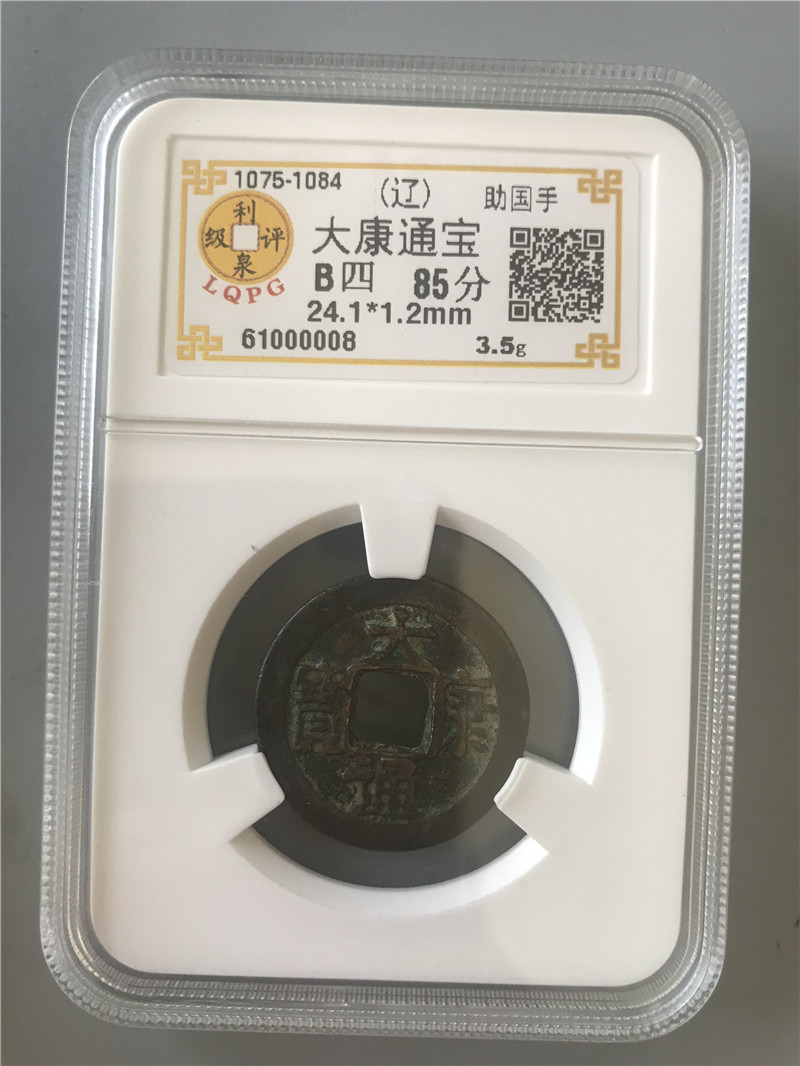 1075-1084 (辽) 助国手
利泉评级
LQPG
大康通宝
B四 85分
24.1*1.2mm
61000008 3.5g
大康通寶